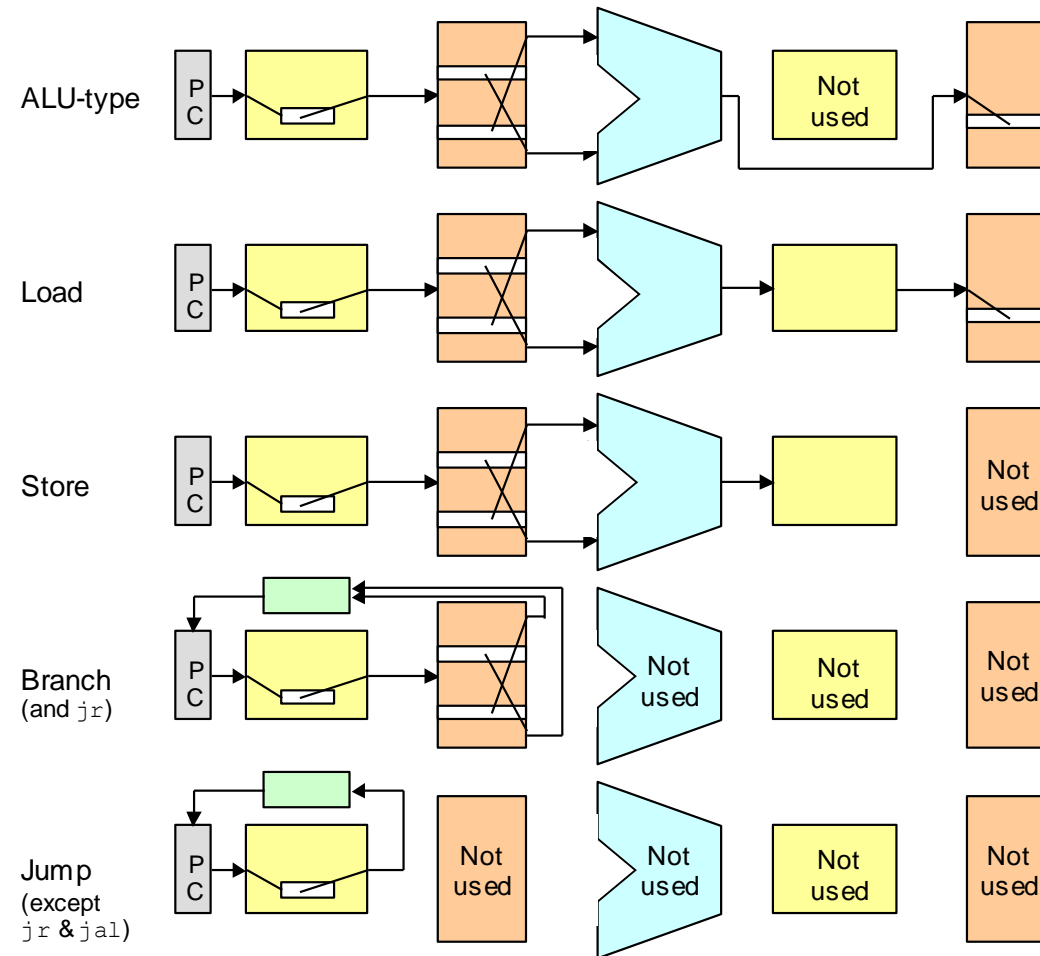 ALU-type
P
C
Not
used
Load
P
C
Store
P
C
Not
used
Branch
(and jr)
P
C
Not
used
Not
used
Not
used
Jump
(except
jr & jal)
P
C
Not
used
Not
used
Not
used
Not
used